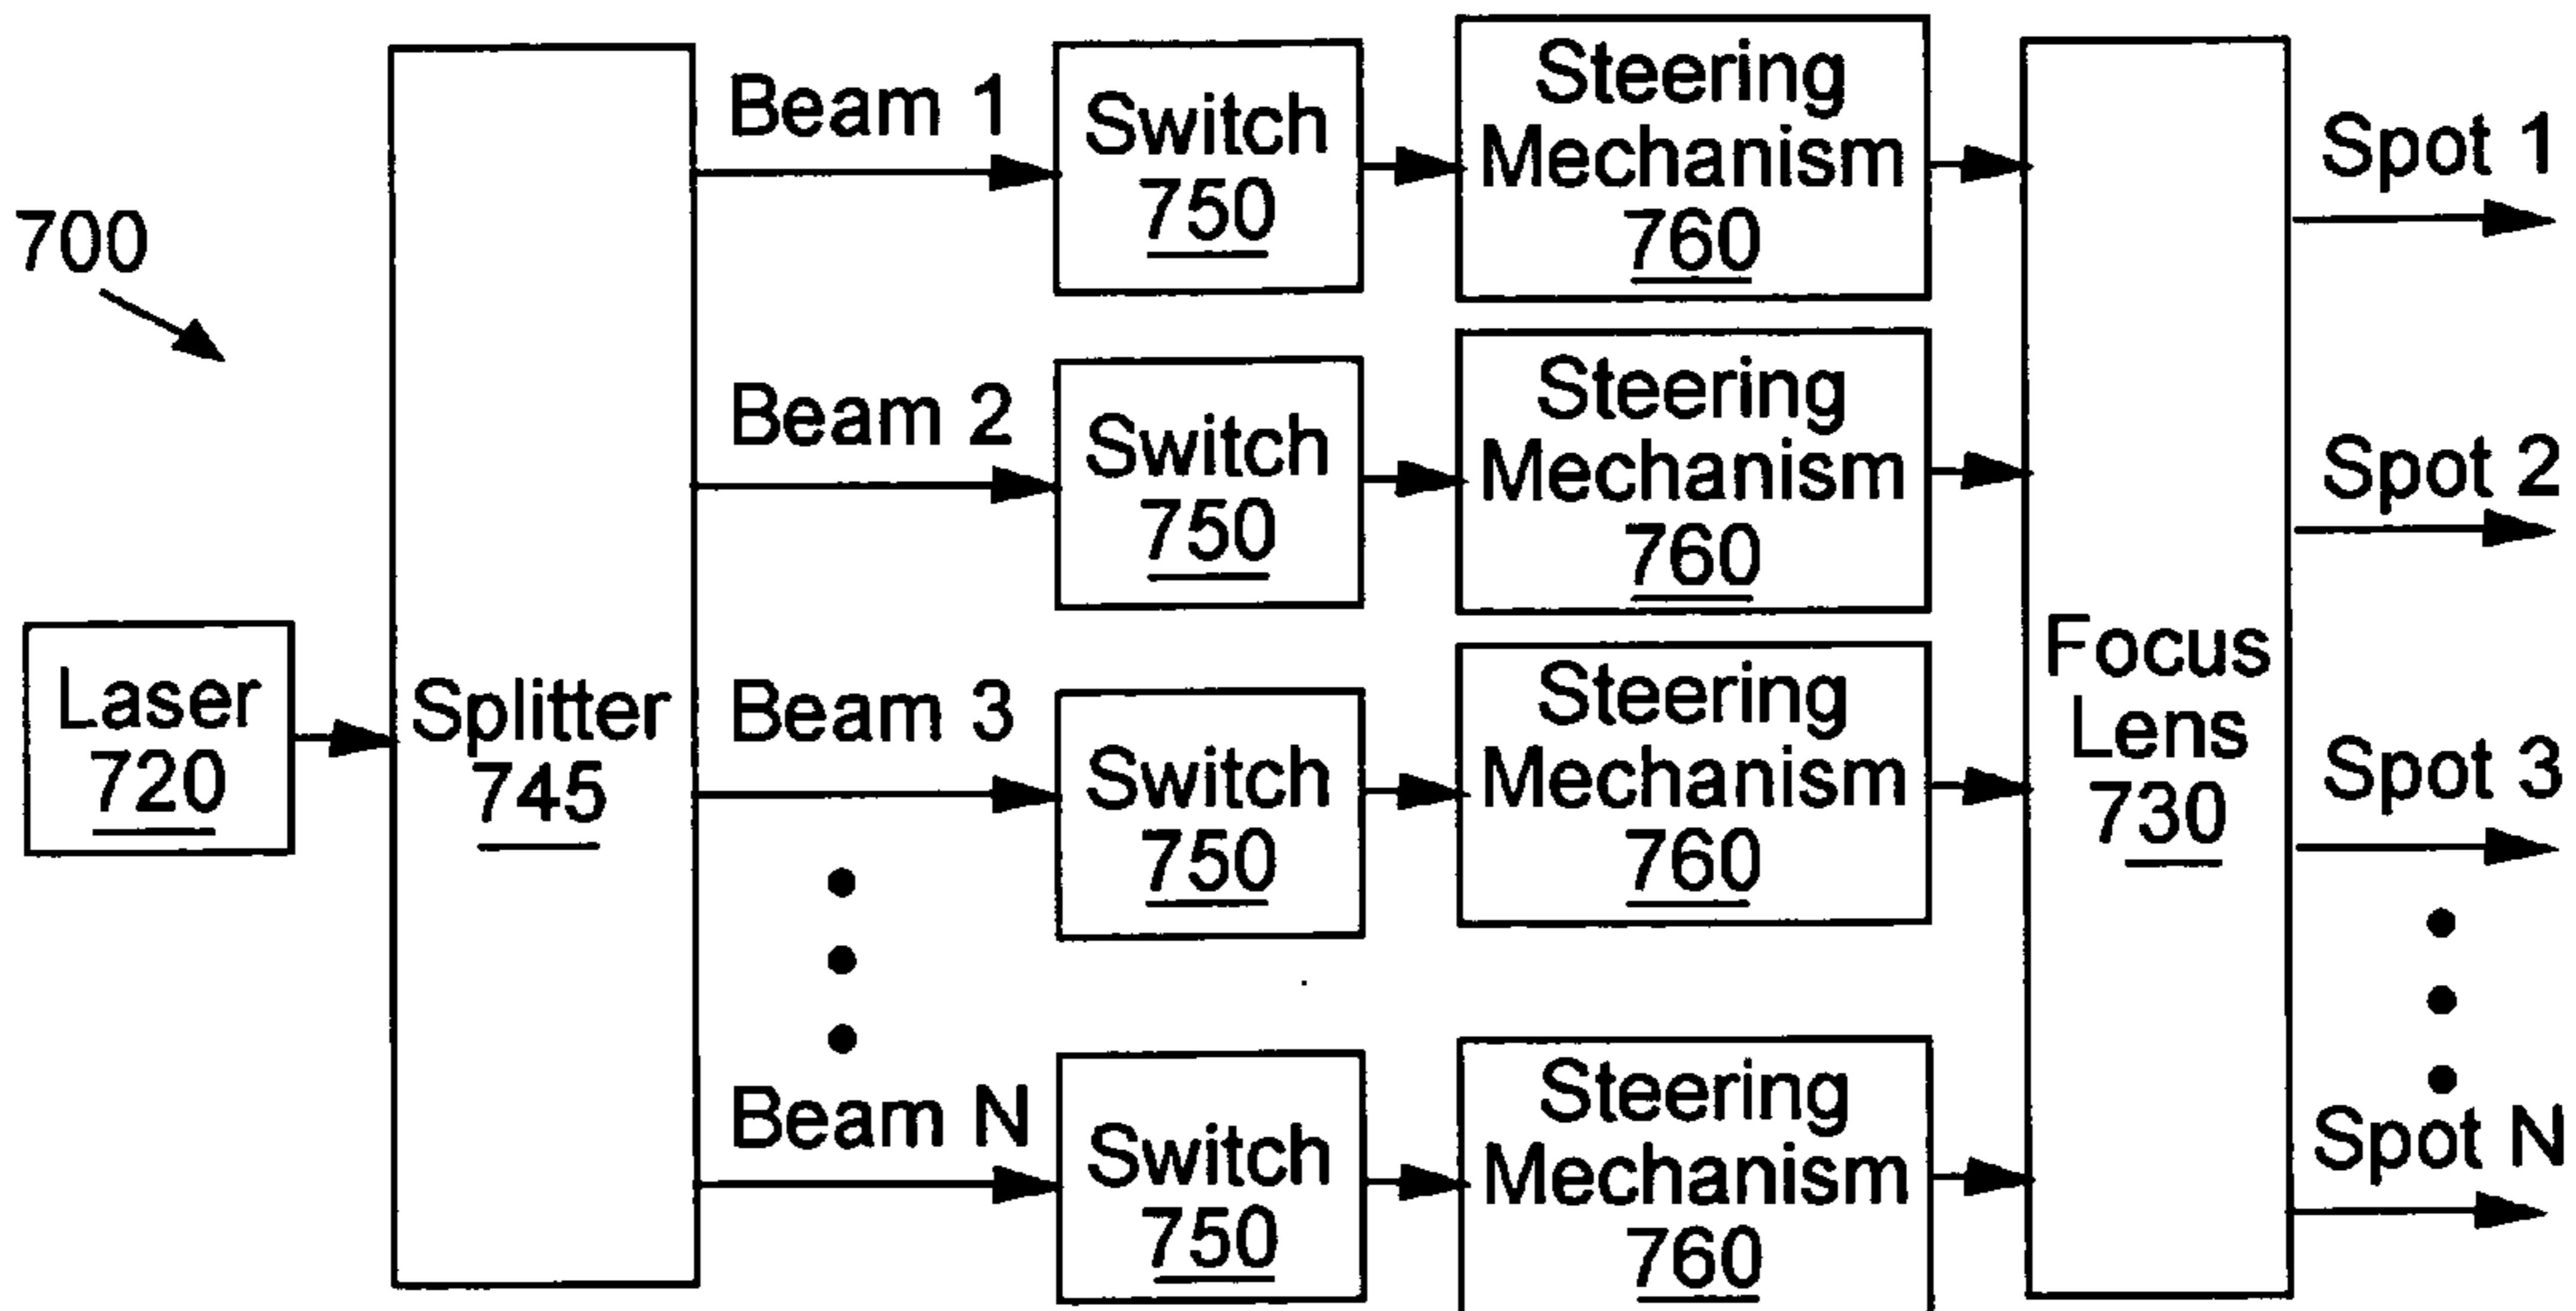 700
Laser
720
Splitter
745
Beam 1
Switch
750
Steering
Mechanism
760
Beam 2
Switch
750
Steering
Mechanism
760
Beam 3
Switch
750
Steering
Mechanism
760
Beam N
Switch
750
Steering
Mechanism
760
Focus
Lens
730
Spot 1
Spot 2
Spot 3
Spot N